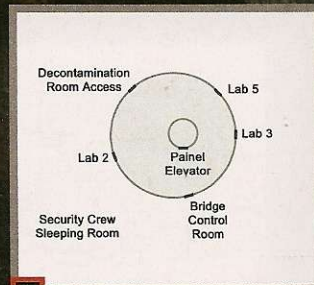 Decontamination
Room Access
Lab 5
Lab 3
Lab 2
Painel
Elevator
Security Crew
Sleeping Room
Bridge
Control
Room